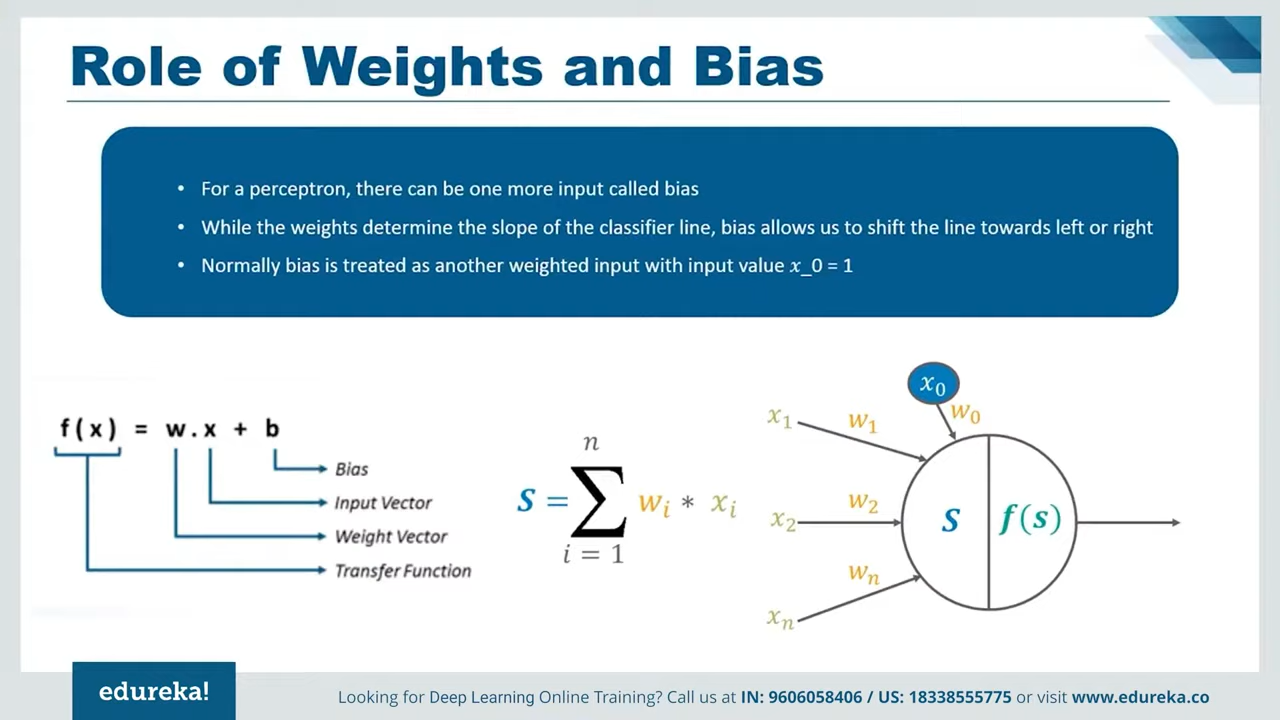 Role of Weights and Bias
• For a perceptron, there can be one more input called bias
• While the weights determine the slope of the classifier line, bias allows us to shift the line towards left or right
• Normally bias is treated as another weighted input with input value x_0 = 1
f(x) = w.x + b
Bias
Input Vector
Weight Vector
Transfer Function
n
S = ∑ wᵢ * xᵢ
i = 1
x₀
w₀
x₁ w₁
x₂ w₂
xₙ wₙ
S f(s)
edureka!
Looking for Deep Learning Online Training? Call us at IN: 9606058406 / US: 18338555775 or visit www.edureka.co